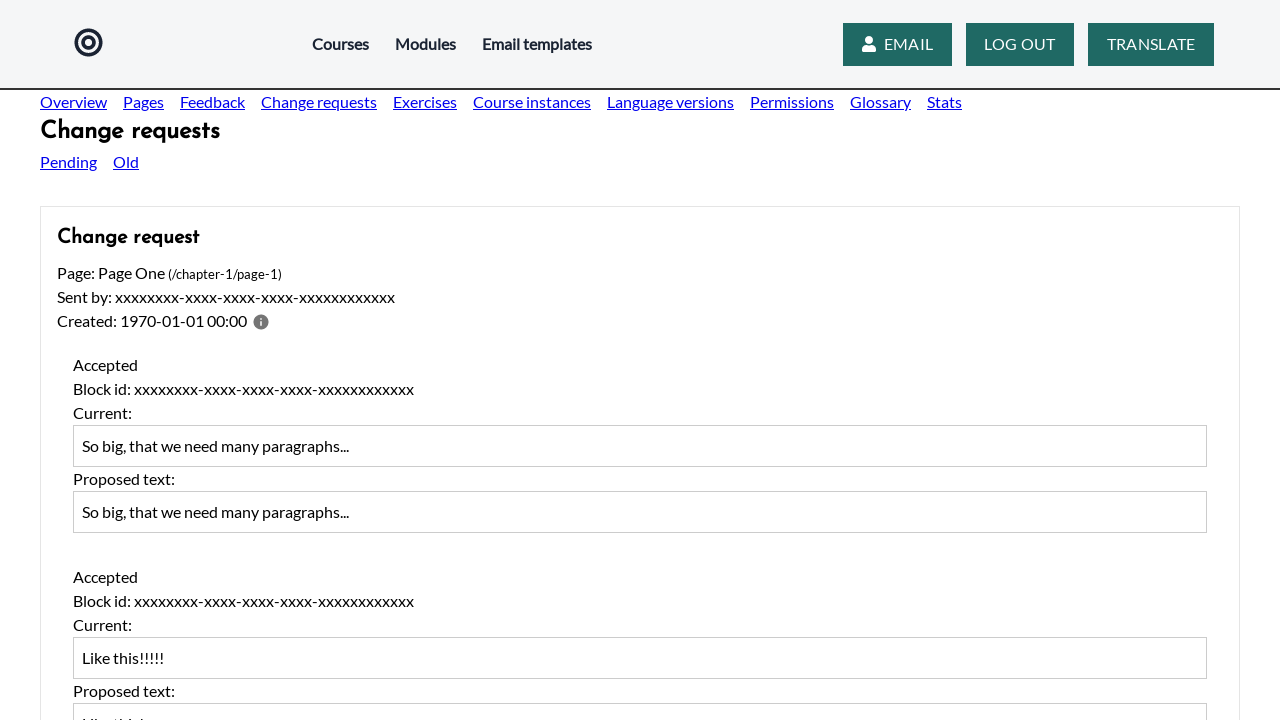 Courses Modules Email templates EMAIL LOG OUT TRANSLATE
Overview Pages Feedback Change requests Exercises Course instances Language versions Permissions Glossary Stats
Change requests
Pending Old
Change request
Page: Page One (/chapter-1/page-1)
Sent by: xxxxxxxx-xxxx-xxxx-xxxx-xxxxxxxxxxxx
Created: 1970-01-01 00:00
Accepted
Block id: xxxxxxxx-xxxx-xxxx-xxxx-xxxxxxxxxxxx
Current:
So big, that we need many paragraphs...
Proposed text:
So big, that we need many paragraphs...
Accepted
Block id: xxxxxxxx-xxxx-xxxx-xxxx-xxxxxxxxxxxx
Current:
Like this!!!!!
Proposed text: